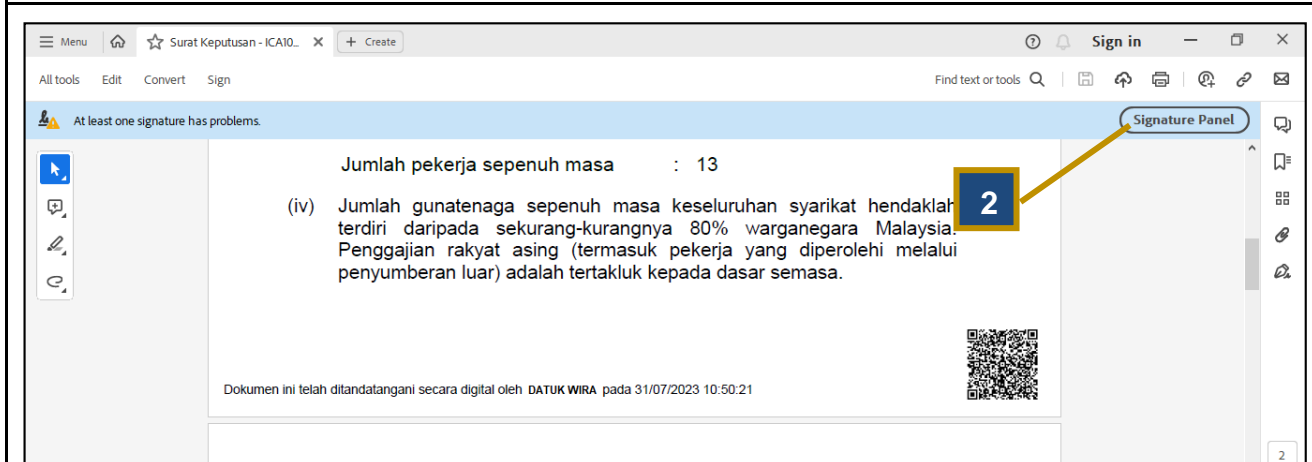 Menu Surat Keputusan - ICA10... + Create Sign in
All tools Edit Convert Sign Find text or tools
At least one signature has problems. Signature Panel
Jumlah pekerja sepenuh masa : 13
2
(iv) Jumlah gunatenaga sepenuh masa keseluruhan syarikat hendaklah
terdiri daripada sekurang-kurangnya 80% warganegara Malaysia.
Penggajian rakyat asing (termasuk pekerja yang diperolehi melalui
penyumberan luar) adalah tertakluk kepada dasar semasa.
Dokumen ini telah ditandatangani secara digital oleh DATUK WIRA pada 31/07/2023 10:50:21
2